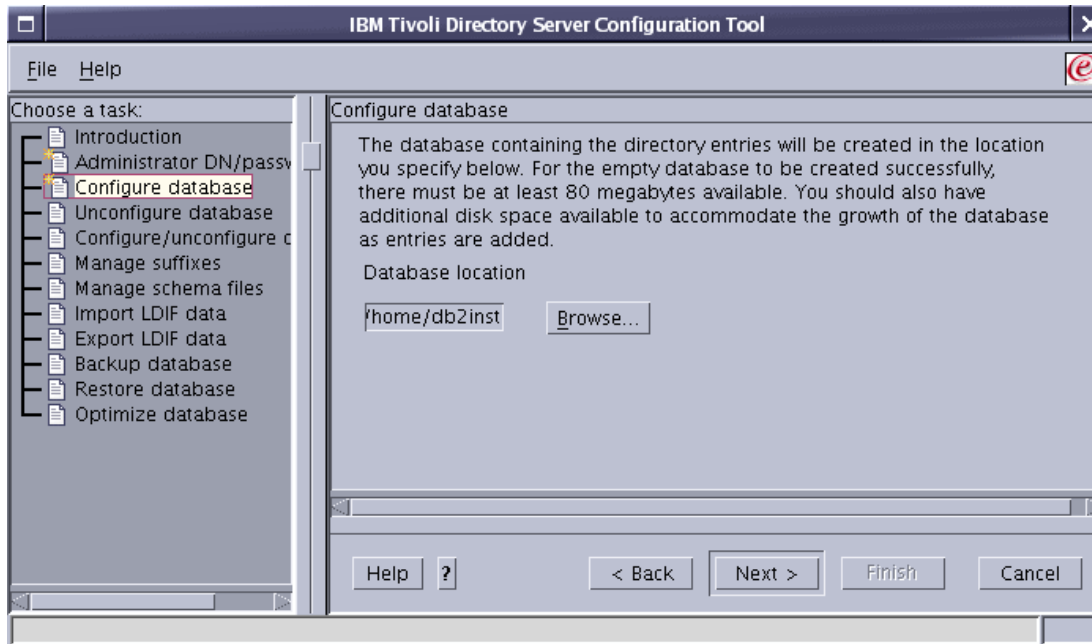 IBM Tivoli Directory Server Configuration Tool
File Help
Choose a task:
Introduction
Administrator DN/passw
Configure database
Unconfigure database
Configure/unconfigure c
Manage suffixes
Manage schema files
Import LDIF data
Export LDIF data
Backup database
Restore database
Optimize database
Configure database
The database containing the directory entries will be created in the location
you specify below. For the empty database to be created successfully,
there must be at least 80 megabytes available. You should also have
additional disk space available to accommodate the growth of the database
as entries are added.
Database location
/home/db2inst Browse...
Help ? < Back Next > Finish Cancel